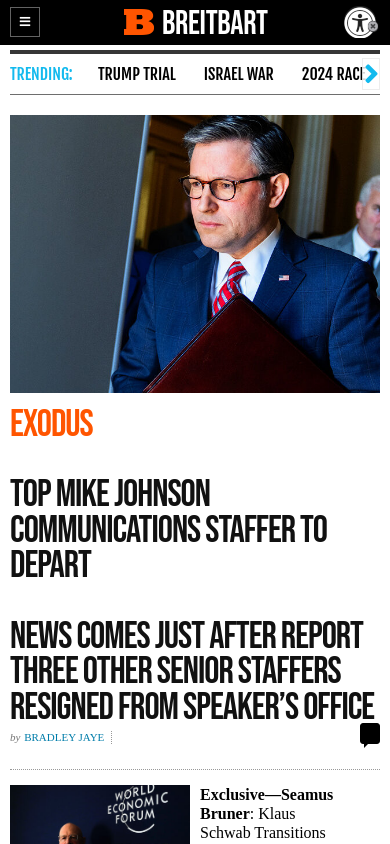 B BREITBART
TRENDING: TRUMP TRIAL ISRAEL WAR 2024 RACE
EXODUS
TOP MIKE JOHNSON
COMMUNICATIONS STAFFER TO
DEPART
NEWS COMES JUST AFTER REPORT
THREE OTHER SENIOR STAFFERS
RESIGNED FROM SPEAKER’S OFFICE
by BRADLEY JAYE
WORLD
ECONOMIC
FORUM
Exclusive—Seamus
Bruner: Klaus
Schwab Transitions